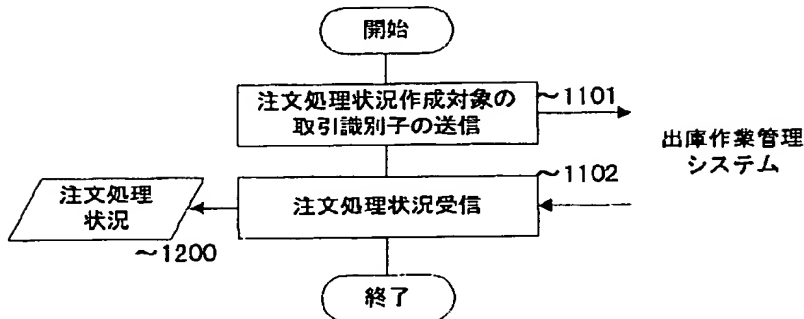 開始
注文処理状況作成対象の
取引識別子の送信
～1101
出庫作業管理
システム
～1102
注文処理状況受信
注文処理
状況
～1200
終了